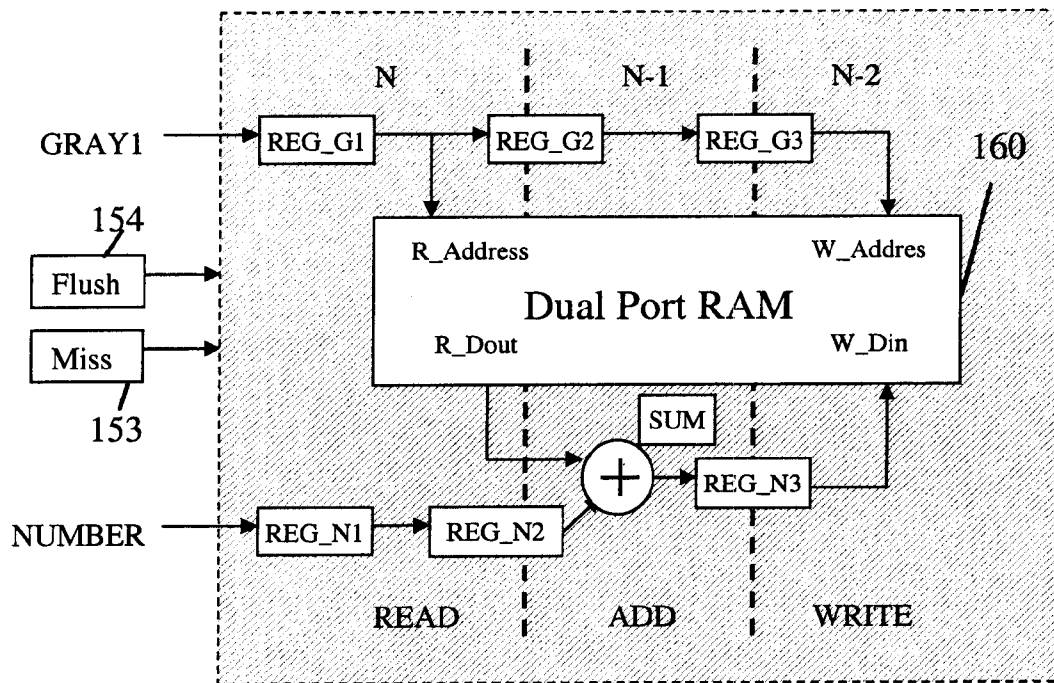 N N-1 N-2
GRAY1 REG_G1 REG_G2 REG_G3 160
154
R_Address W_Addres
Flush
Dual Port RAM
R_Dout W_Din
Miss
153
SUM
REG_N3
NUMBER REG_N1 REG_N2
READ ADD WRITE